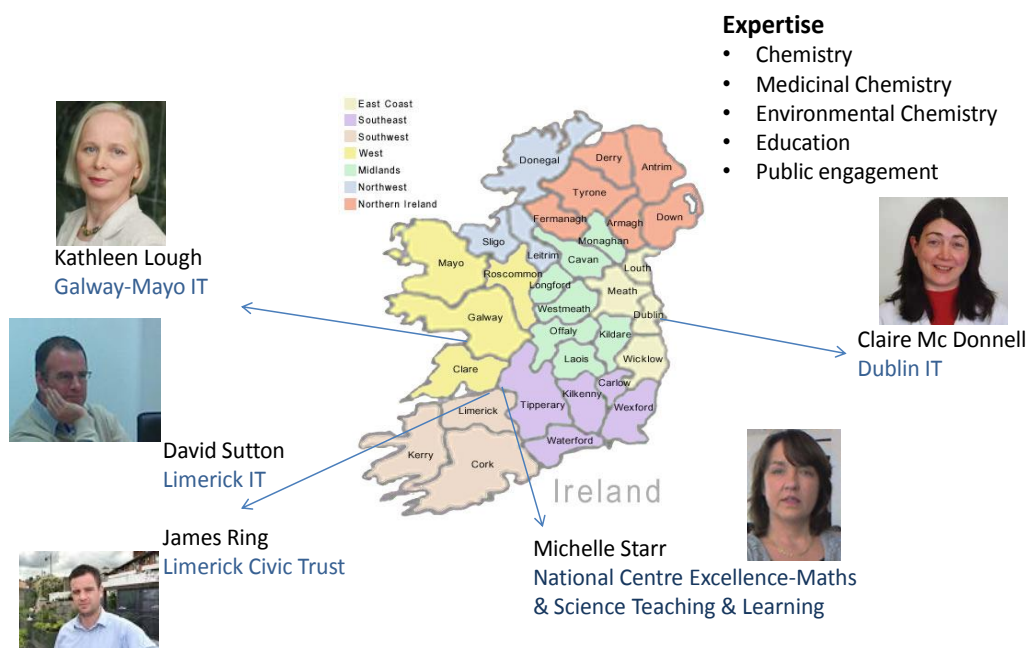 Expertise
• Chemistry
• Medicinal Chemistry
• Environmental Chemistry
• Education
• Public engagement
East Coast
Southeast
Southwest
West
Midlands
Northwest
Northern Ireland
Donegal
Derry
Antrim
Tyrone
Fermanagh
Armagh
Down
Monaghan
Sligo
Leitrim
Cavan
Louth
Mayo
Roscommon
Longford
Meath
Westmeath
Dublin
Galway
Offaly
Kildare
Laois
Wicklow
Clare
Carlow
Kilkenny
Tipperary
Wexford
Limerick
Waterford
Kerry
Cork
Ireland
Kathleen Lough
Galway-Mayo IT
Claire Mc Donnell
Dublin IT
David Sutton
Limerick IT
James Ring
Limerick Civic Trust
Michelle Starr
National Centre Excellence-Maths
& Science Teaching & Learning